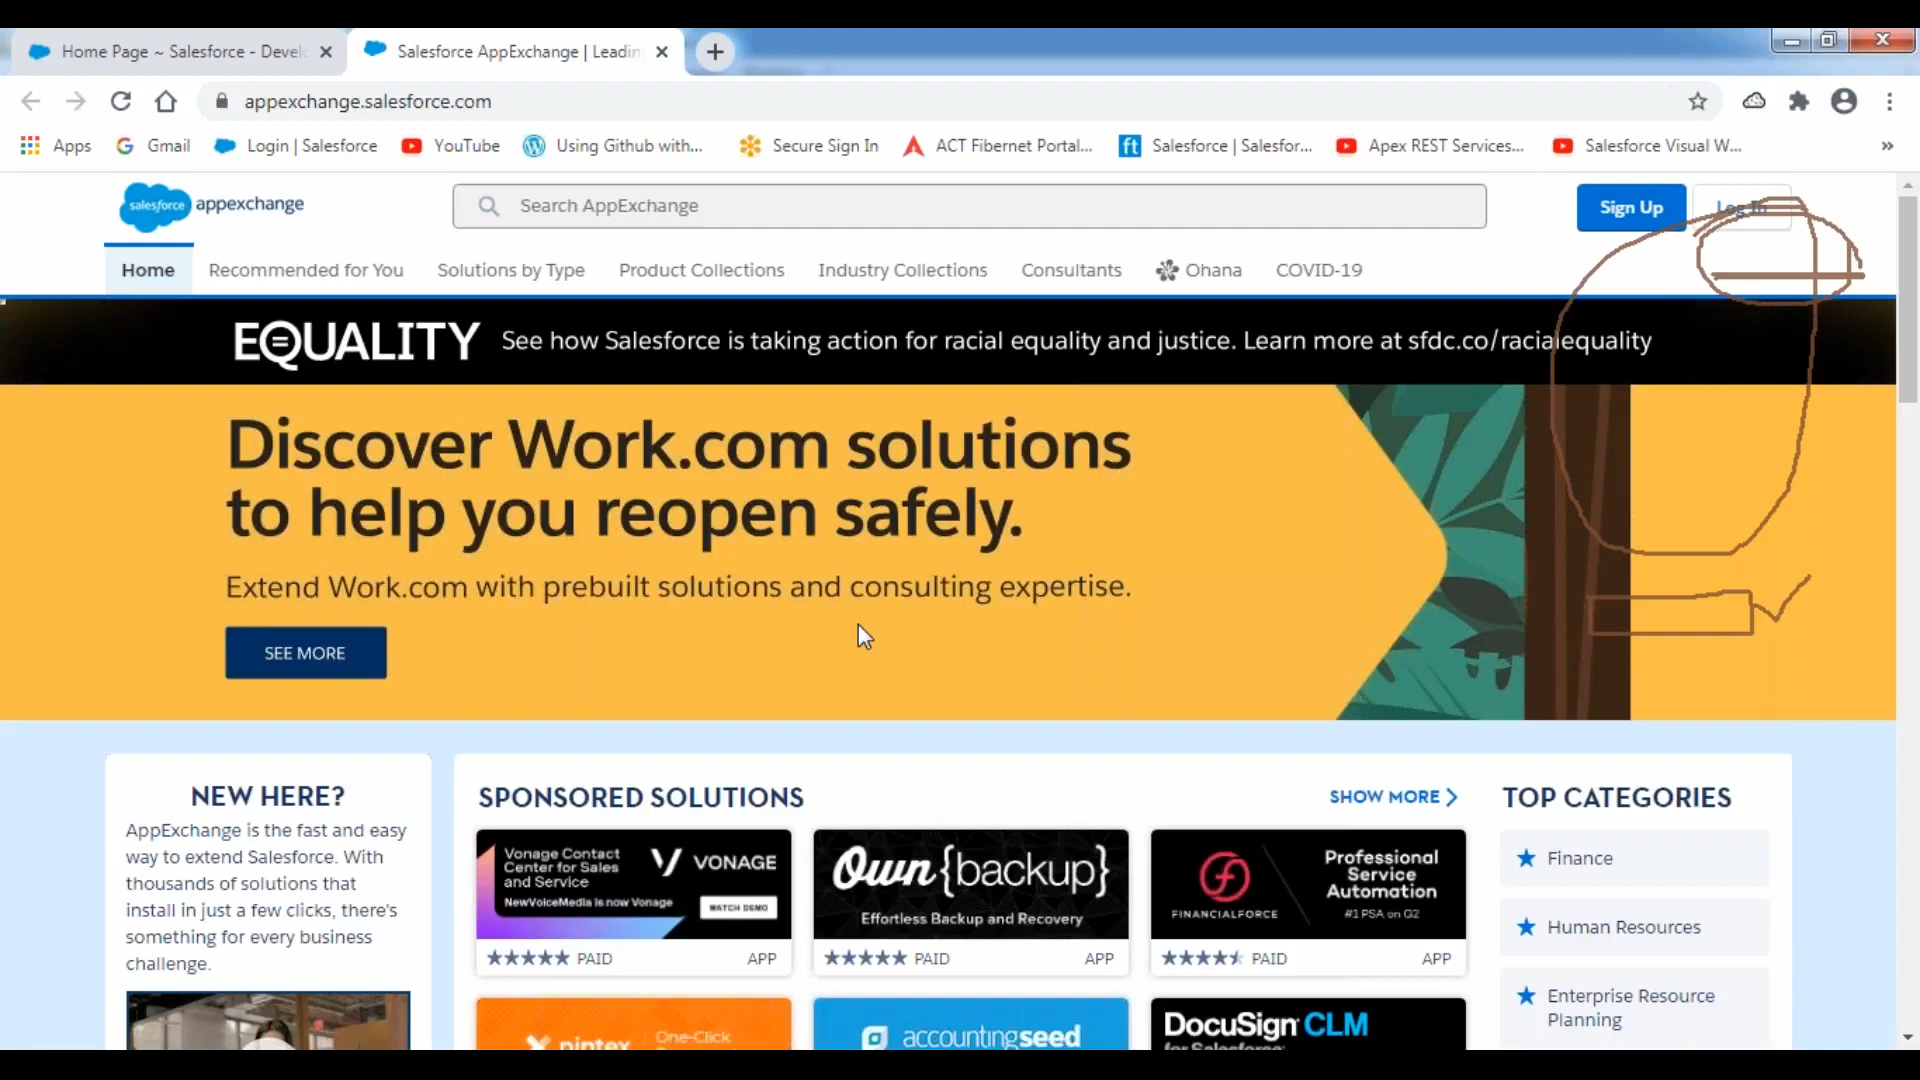 Home Page ~ Salesforce - Devel
Salesforce AppExchange | Leadin
appexchange.salesforce.com
Apps
Gmail
Login | Salesforce
YouTube
Using Github with...
Secure Sign In
ACT Fibernet Portal...
ft
Salesforce | Salesfor...
Apex REST Services...
Salesforce Visual W...
salesforce appexchange
Search AppExchange
Sign Up
Log In
Home
Recommended for You
Solutions by Type
Product Collections
Industry Collections
Consultants
Ohana
COVID-19
EQUALITY See how Salesforce is taking action for racial equality and justice. Learn more at sfdc.co/racialequality
Discover Work.com solutions
to help you reopen safely.
Extend Work.com with prebuilt solutions and consulting expertise.
SEE MORE
NEW HERE?
AppExchange is the fast and easy
way to extend Salesforce. With
thousands of solutions that
install in just a few clicks, there's
something for every business
challenge.
SPONSORED SOLUTIONS
SHOW MORE
Vonage Contact
Center for Sales
and Service
NewVoiceMedia is now Vonage
VONAGE
WATCH DEMO
PAID
APP
Own{backup}
Effortless Backup and Recovery
PAID
APP
FINANCIALFORCE
Professional
Service
Automation
#1 PSA on G2
PAID
APP
nintex
One-Click
accountingseed
DocuSign CLM
for Salesforce:
TOP CATEGORIES
Finance
Human Resources
Enterprise Resource
Planning